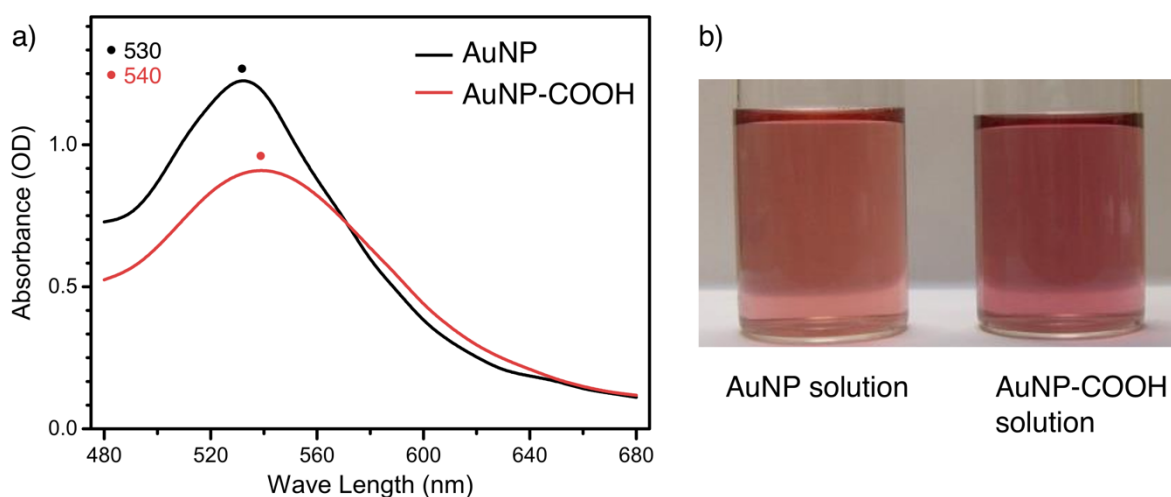 a)
530
540
AuNP
AuNP-COOH
1.0
0.5
0.0
Absorbance (OD)
480
520
560
600
640
680
Wave Length (nm)
b)
AuNP solution
AuNP-COOH
solution